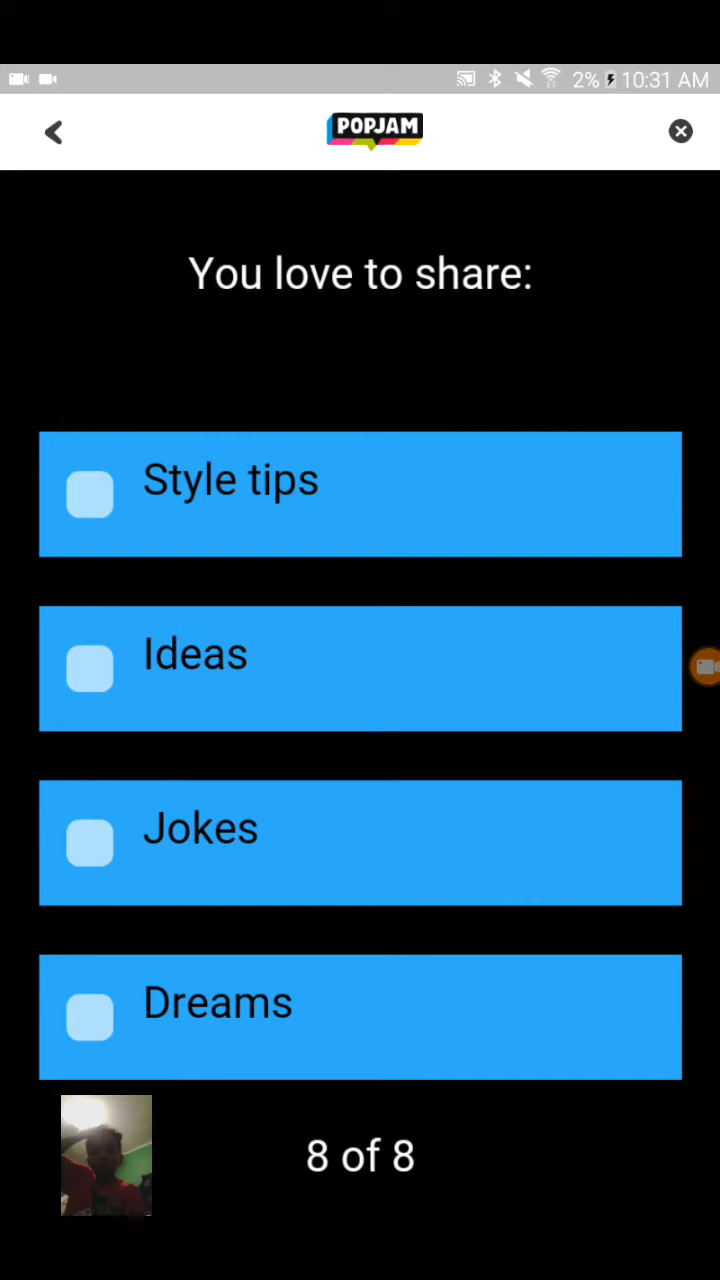 2% 10:31 AM
POPJAM
You love to share:
Style tips
Ideas
Jokes
Dreams
8 of 8